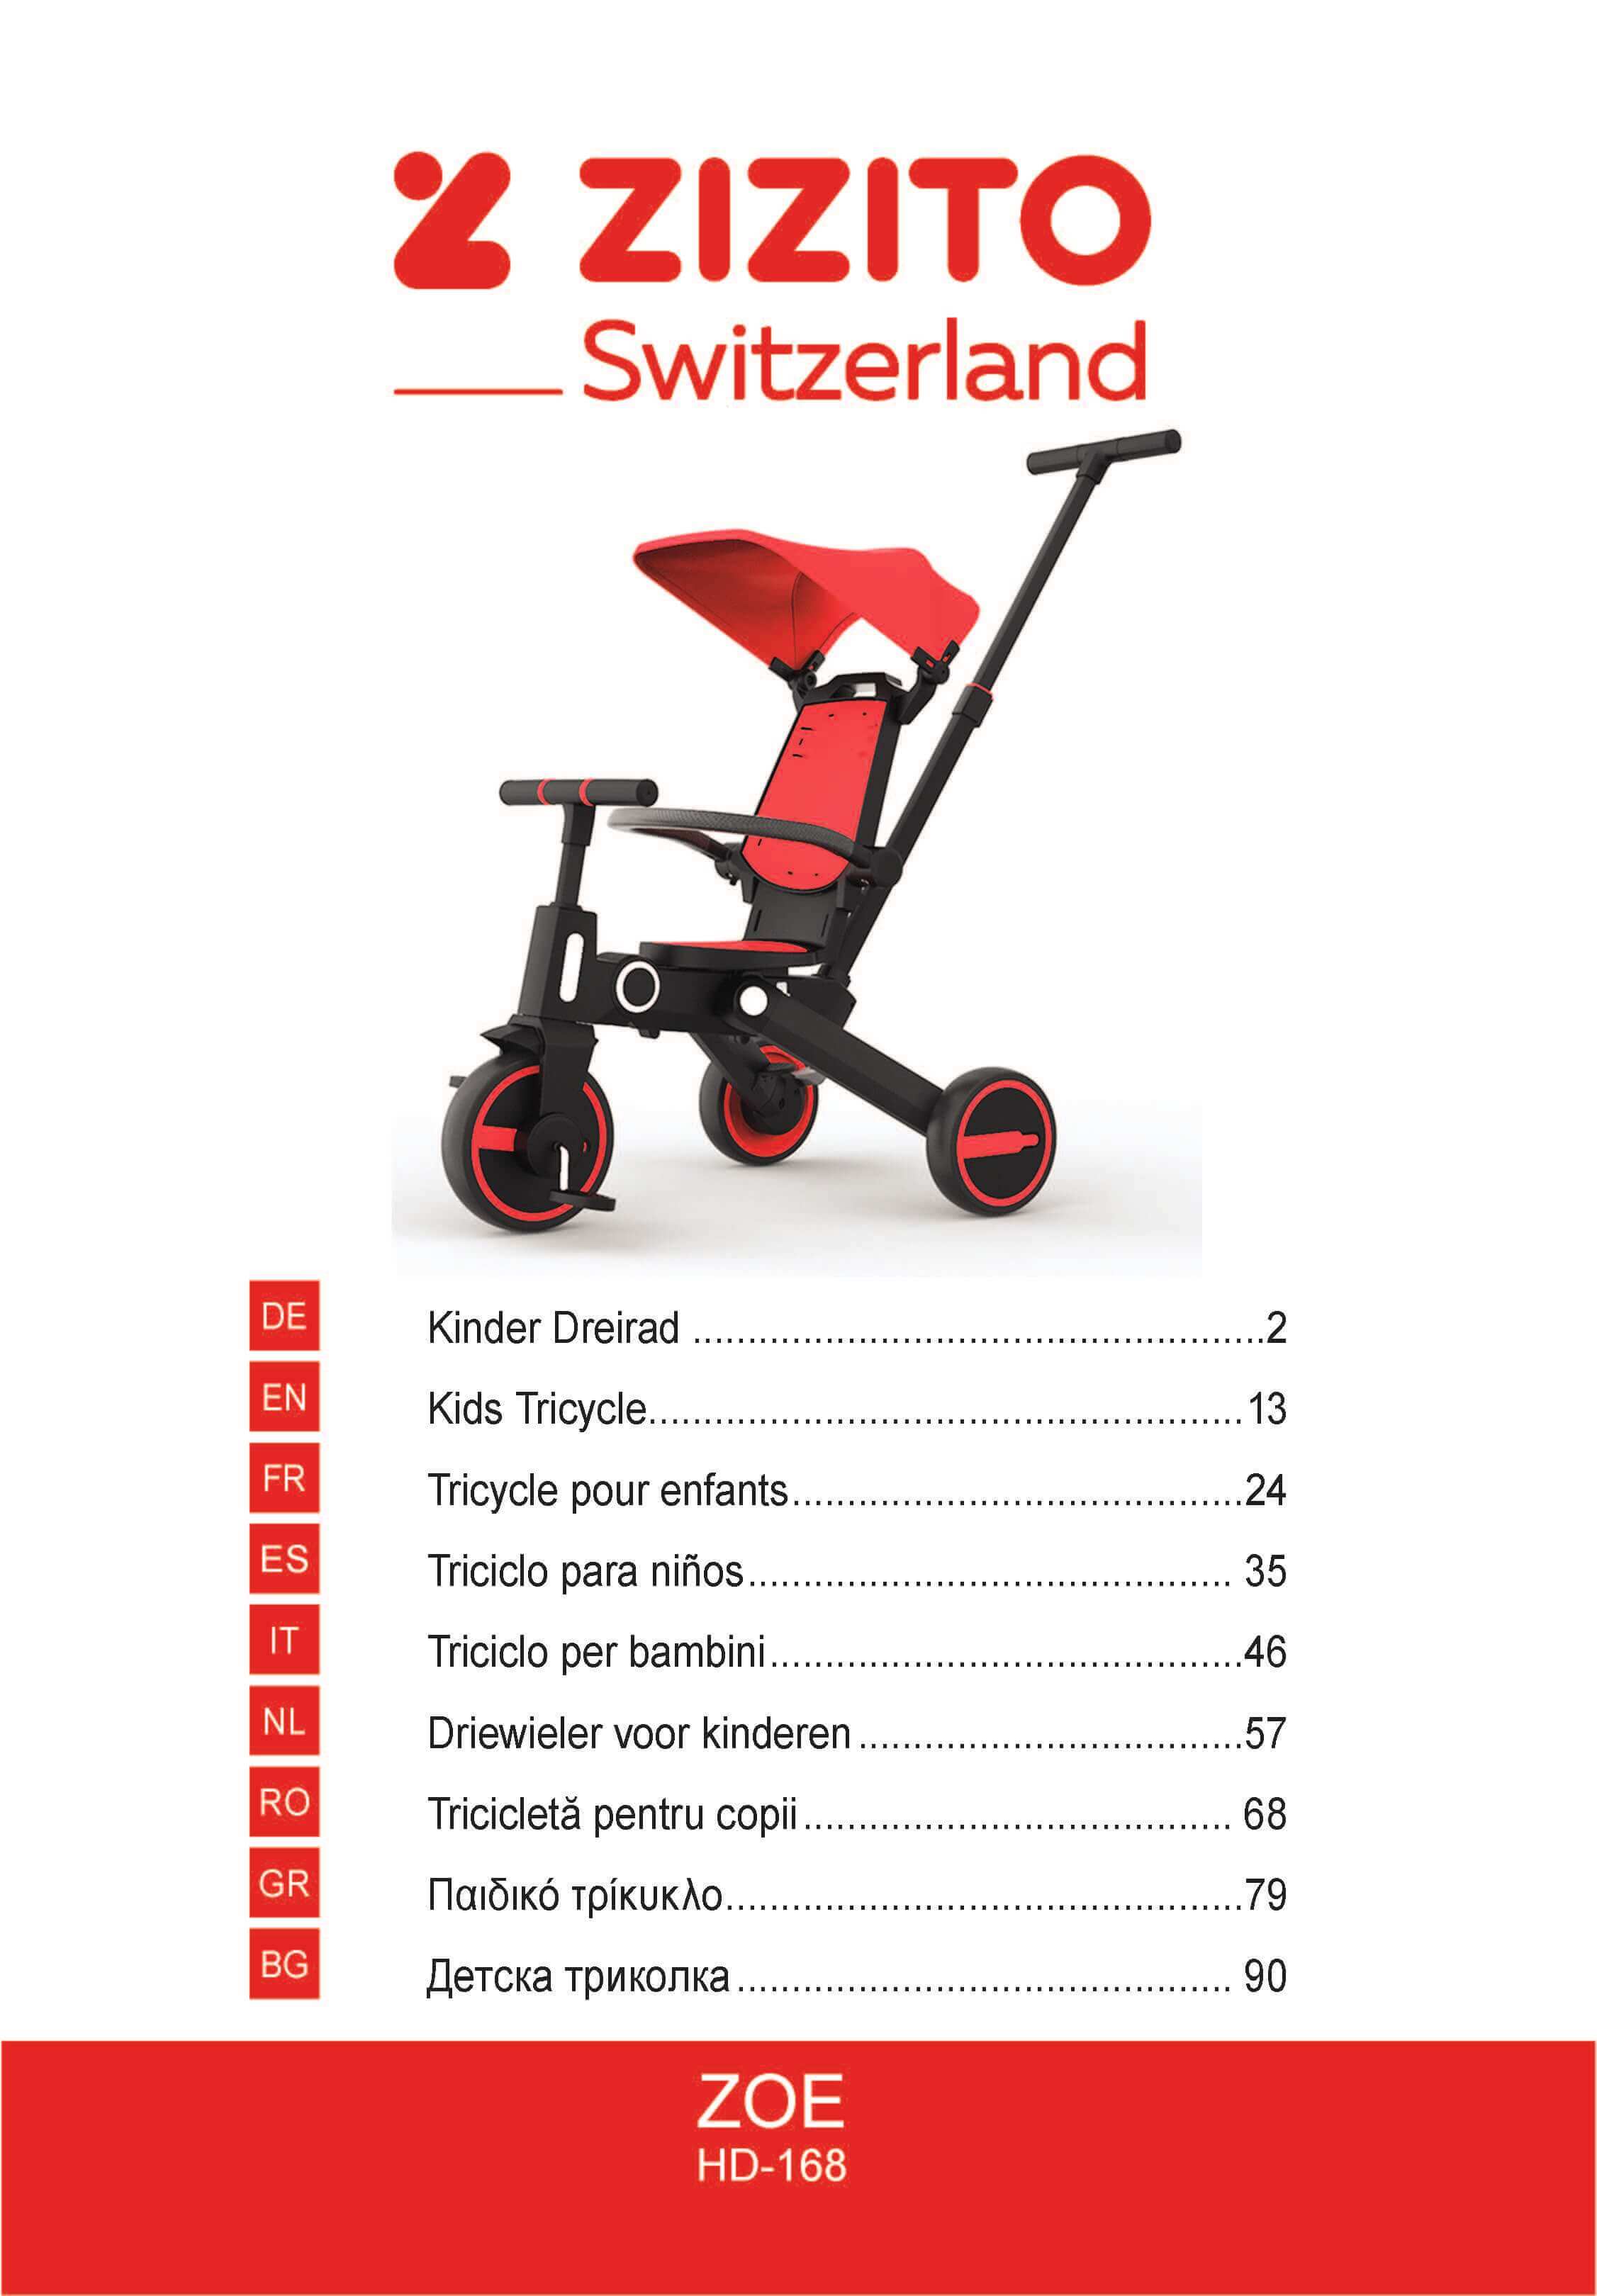 ZIZITO
Switzerland
DE Kinder Dreirad ....................................................2
EN Kids Tricycle......................................................13
FR Tricycle pour enfants.........................................24
ES Triciclo para niños............................................ 35
IT Triciclo per bambini...........................................46
NL Driewieler voor kinderen ...................................57
RO Tricicletă pentru copii....................................... 68
GR Παιδικό τρίκυκλο...............................................79
BG Детска триколка............................................. 90
ZOE
HD-168